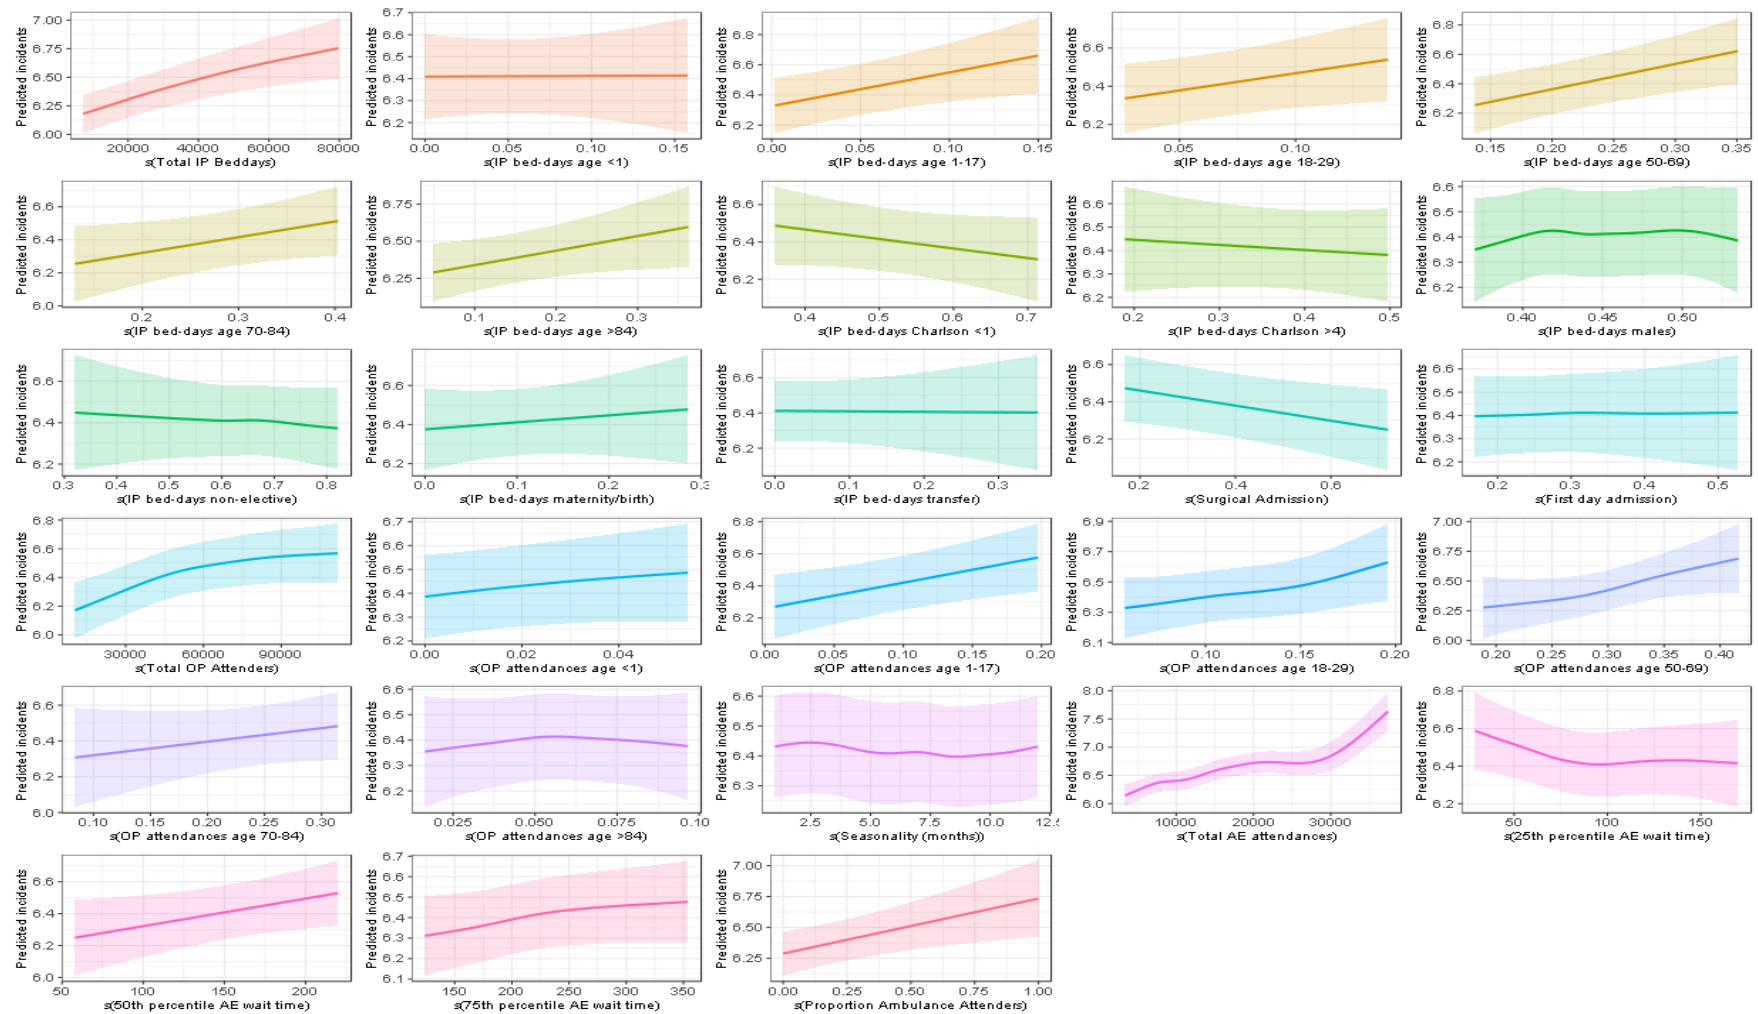 Predicted incidents
7.00
6.75
6.50
6.25
6.00
20000 40000 60000 80000
s(Total IP Beddays)
Predicted incidents
6.7
6.6
6.5
6.4
6.3
6.2
0.00 0.05 0.10 0.15
s(IP bed-days age <1)
Predicted incidents
6.8
6.6
6.4
6.2
0.00 0.05 0.10 0.15
s(IP bed-days age 1-17)
Predicted incidents
6.6
6.4
6.2
0.05 0.10
s(IP bed-days age 18-29)
Predicted incidents
6.8
6.6
6.4
6.2
0.15 0.20 0.25 0.30 0.35
s(IP bed-days age 50-69)
Predicted incidents
6.6
6.4
6.2
6.0
0.2 0.3 0.4
s(IP bed-days age 70-84)
Predicted incidents
6.75
6.50
6.25
0.1 0.2 0.3
s(IP bed-days age >84)
Predicted incidents
6.6
6.4
6.2
0.4 0.5 0.6 0.7
s(IP bed-days Charlson <1)
Predicted incidents
6.6
6.5
6.4
6.3
6.2
0.2 0.3 0.4 0.5
s(IP bed-days Charlson >4)
Predicted incidents
6.6
6.5
6.4
6.3
6.2
0.40 0.45 0.50
s(IP bed-days males)
Predicted incidents
6.6
6.4
6.2
0.3 0.4 0.5 0.6 0.7 0.8
s(IP bed-days non-elective)
Predicted incidents
6.6
6.4
6.2
0.0 0.1 0.2 0.3
s(IP bed-days maternity/birth)
Predicted incidents
6.6
6.4
6.2
0.0 0.1 0.2 0.3
s(IP bed-days transfer)
Predicted incidents
6.6
6.4
6.2
0.2 0.4 0.6
s(Surgical Admission)
Predicted incidents
6.6
6.5
6.4
6.3
6.2
0.2 0.3 0.4 0.5
s(First day admission)
Predicted incidents
6.8
6.6
6.4
6.2
6.0
30000 60000 90000
s(Total OP Attenders)
Predicted incidents
6.7
6.6
6.5
6.4
6.3
6.2
0.00 0.02 0.04
s(OP attendances age <1)
Predicted incidents
6.8
6.6
6.4
6.2
0.00 0.05 0.10 0.15 0.20
s(OP attendances age 1-17)
Predicted incidents
6.9
6.7
6.5
6.3
6.1
0.10 0.15 0.20
s(OP attendances age 18-29)
Predicted incidents
7.00
6.75
6.50
6.25
6.00
0.20 0.25 0.30 0.35 0.40
s(OP attendances age 50-69)
Predicted incidents
6.6
6.4
6.2
6.0
0.10 0.15 0.20 0.25 0.30
s(OP attendances age 70-84)
Predicted incidents
6.6
6.5
6.4
6.3
6.2
0.025 0.050 0.075 0.10
s(OP attendances age >84)
Predicted incidents
6.6
6.5
6.4
6.3
2.5 5.0 7.5 10.0 12.
s(Seasonality (months))
Predicted incidents
8.0
7.5
7.0
6.5
6.0
10000 20000 30000
s(Total AE attendances)
Predicted incidents
6.8
6.6
6.4
6.2
50 100 150
s(25th percentile AE wait time)
Predicted incidents
6.6
6.4
6.2
6.0
50 100 150 200
s(50th percentile AE wait time)
Predicted incidents
6.7
6.6
6.5
6.4
6.3
6.2
6.1
150 200 250 300 350
s(75th percentile AE wait time)
Predicted incidents
7.00
6.75
6.50
6.25
0.00 0.25 0.50 0.75 1.00
s(Proportion Ambulance Attenders)